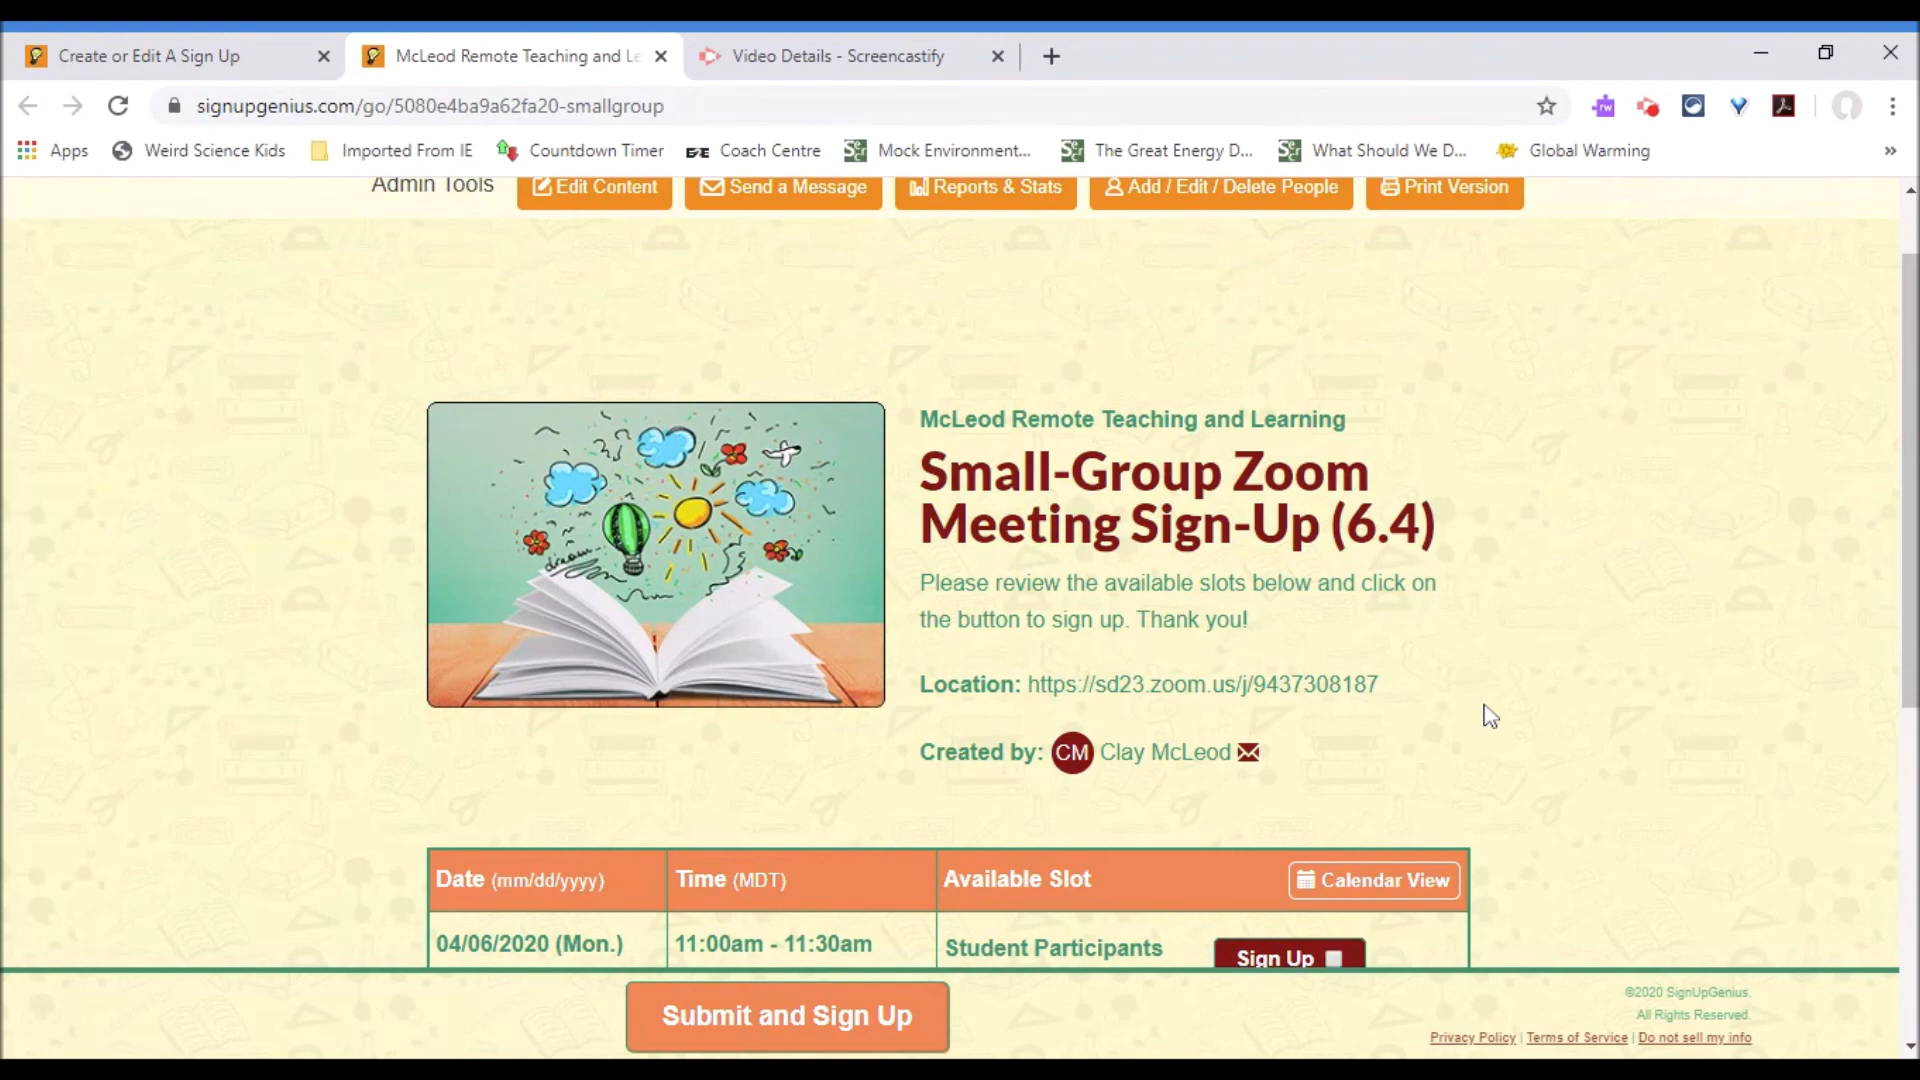 Create or Edit A Sign Up
McLeod Remote Teaching and Le
Video Details - Screencastify
signupgenius.com/go/5080e4ba9a62fa20-smallgroup
rw
Apps
Weird Science Kids
Imported From IE
Countdown Timer
Coach Centre
Mock Environment...
The Great Energy D...
What Should We D...
Global Warming
»
Admin Tools
Edit Content
Send a Message
Reports & Stats
Add / Edit / Delete People
Print Version
dream
McLeod Remote Teaching and Learning
Small-Group Zoom
Meeting Sign-Up (6.4)
Please review the available slots below and click on
the button to sign up. Thank you!
Location: https://sd23.zoom.us/j/9437308187
Created by: CM Clay McLeod
Date (mm/dd/yyyy)
Time (MDT)
Available Slot
Calendar View
04/06/2020 (Mon.)
11:00am - 11:30am
Student Participants
Sign Up
Submit and Sign Up
©2020 SignUpGenius.
All Rights Reserved.
Privacy Policy | Terms of Service | Do not sell my info